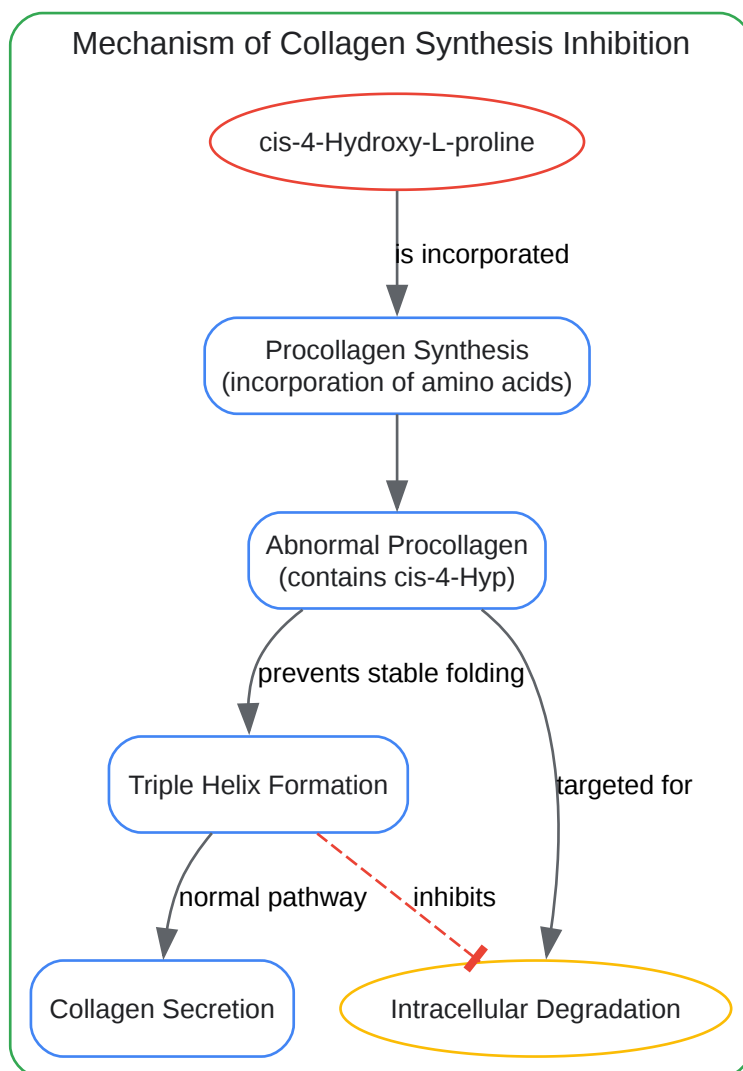 Mechanism of Collagen Synthesis Inhibition
cis-4-Hydroxy-L-proline
is incorporated
Procollagen Synthesis
(incorporation of amino acids)
Abnormal Procollagen
(contains cis-4-Hyp)
prevents stable folding
Triple Helix Formation
targeted for
normal pathway
inhibits
Collagen Secretion
Intracellular Degradation